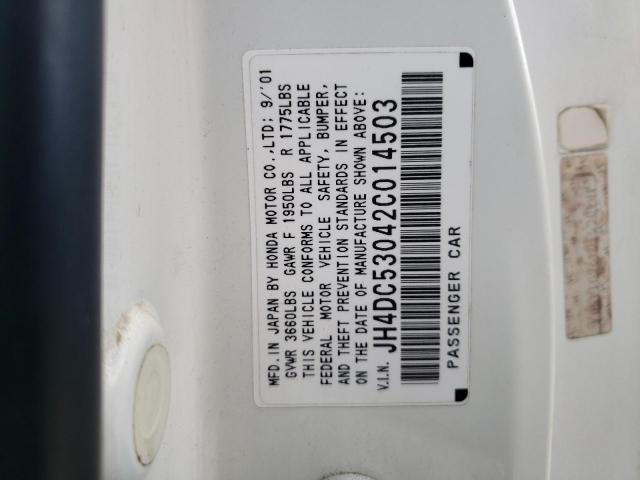 MFD.IN JAPAN BY HONDA MOTOR CO.,LTD: 9/'01
GVWR 3660LBS GAWR F 1950LBS R 1775LBS
THIS VEHICLE CONFORMS TO ALL APPLICABLE
FEDERAL MOTOR VEHICLE SAFETY, BUMPER,
AND THEFT PREVENTION STANDARDS IN EFFECT
ON THE DATE OF MANUFACTURE SHOWN ABOVE:
V.I.N. JH4DC53042C014503
PASSENGER CAR